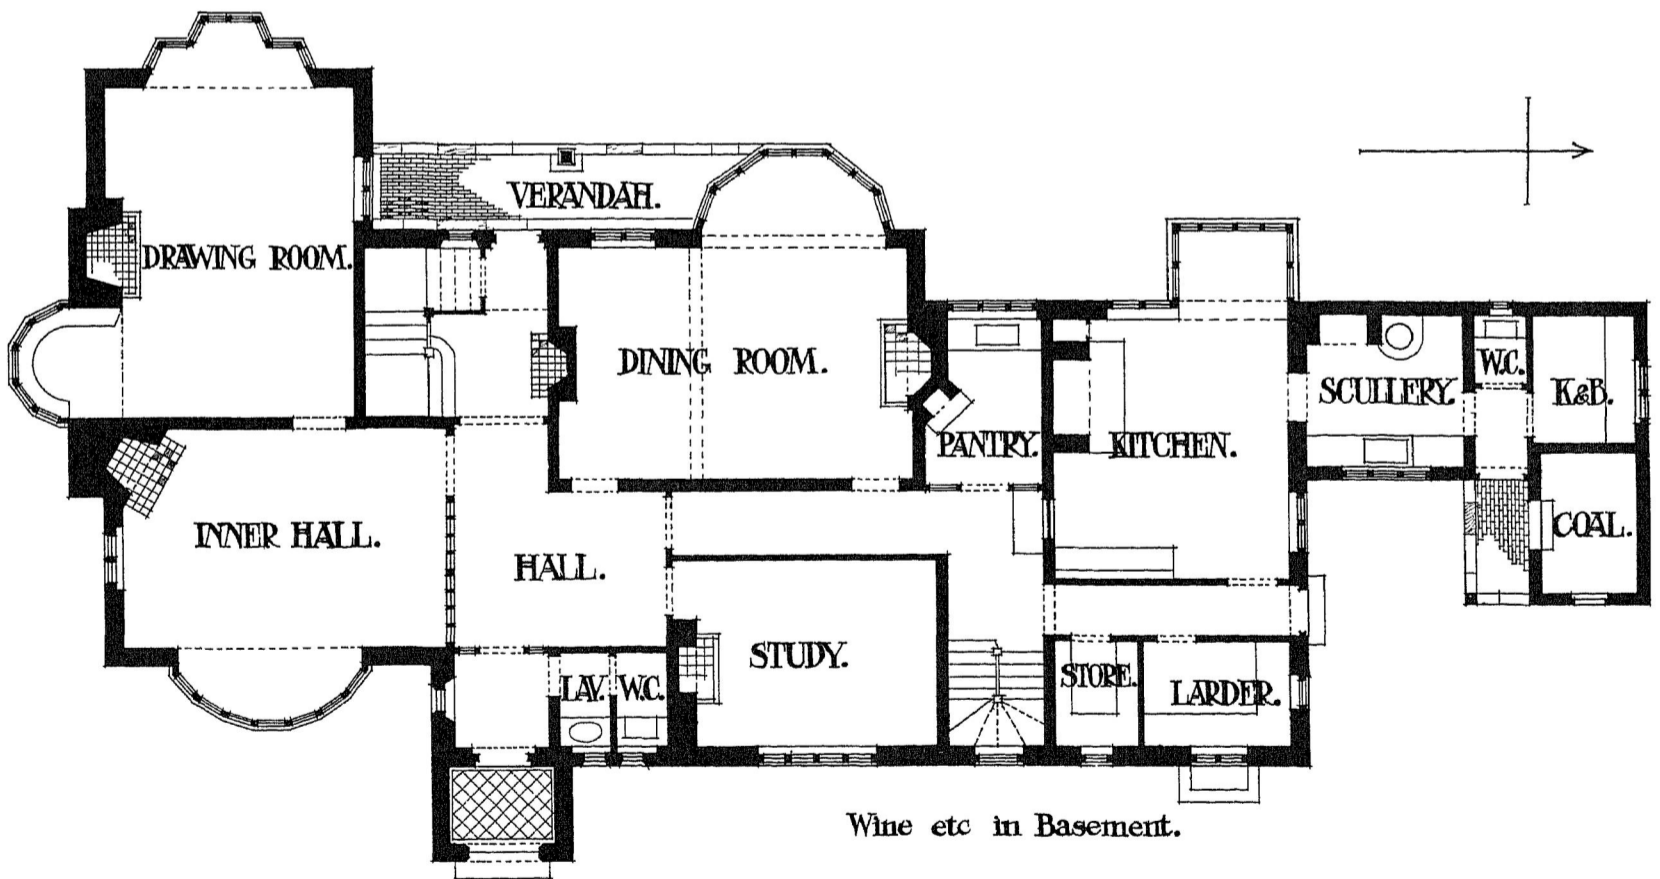 VERANDAH.
DRAWING ROOM.
DINING ROOM.
PANTRY.
KITCHEN.
SCULLERY.
W.C.
K&B.
COAL.
INNER HALL.
HALL.
STUDY.
LAV.
W.C.
STORE.
LARDER.
Wine etc in Basement.